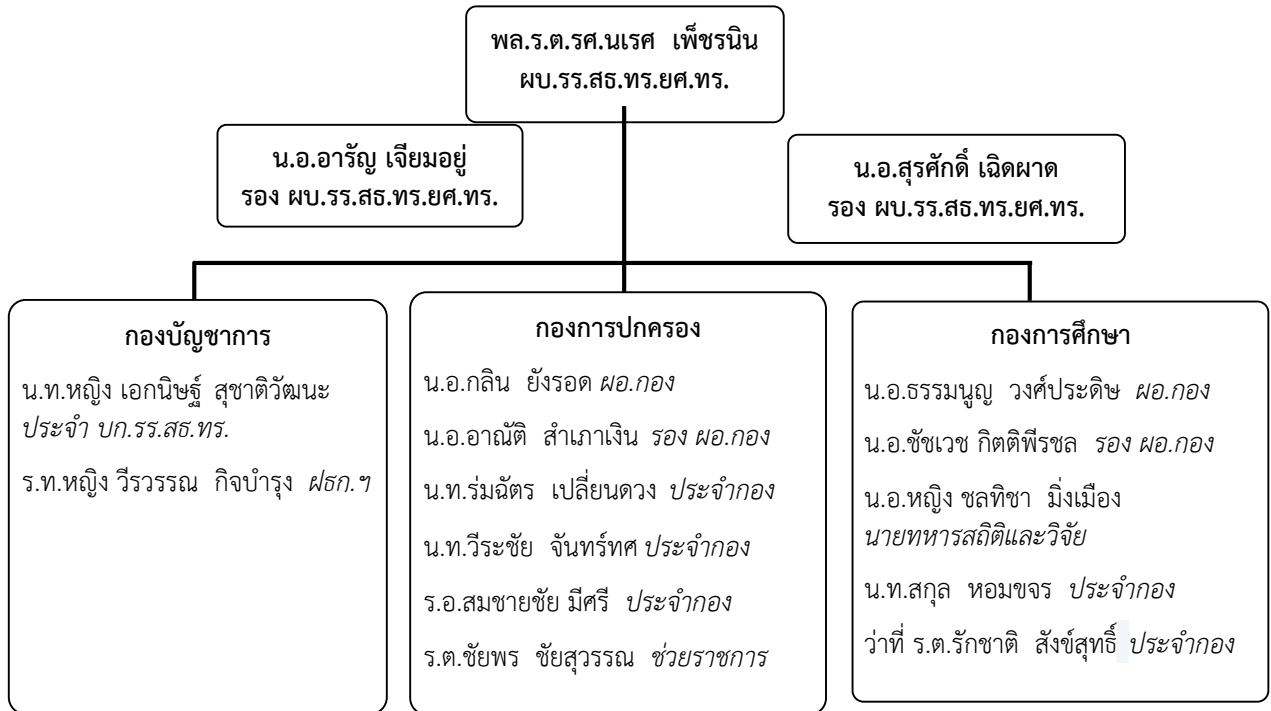 พล.ร.ต.รศ.นเรศ เพ็ชรนิน
ผบ.รร.สธ.ทร.ยศ.ทร.
น.อ.อารัญ เจียมอยู่
รอง ผบ.รร.สธ.ทร.ยศ.ทร.
น.อ.สุรศักดิ์ เฉิดผาด
รอง ผบ.รร.สธ.ทร.ยศ.ทร.
กองบัญชาการ
น.ท.หญิง เอกนิษฐ์ สุชาติวัฒนะ
ประจำ บก.รร.สธ.ทร.
ร.ท.หญิง วีรวรรณ กิจบำรุง ฝธก.ฯ
กองการปกครอง
น.อ.กลิน ยังรอด ผอ.กอง
น.อ.อาณัติ สำเภาเงิน รอง ผอ.กอง
น.ท.ร่มฉัตร เปลี่ยนดวง ประจำกอง
น.ท.วีระชัย จันทร์ทศ ประจำกอง
ร.อ.สมชายชัย มีศรี ประจำกอง
ร.ต.ชัยพร ชัยสุวรรณ ช่วยราชการ
กองการศึกษา
น.อ.ธรรมนูญ วงศ์ประดิษ ผอ.กอง
น.อ.ชัชเวช กิตติพีรชล รอง ผอ.กอง
น.อ.หญิง ชลทิชา มิ่งเมือง
นายทหารสถิติและวิจัย
น.ท.สกุล หอมขจร ประจำกอง
ว่าที่ ร.ต.รักชาติ สังข์สุทธิ์ ประจำกอง